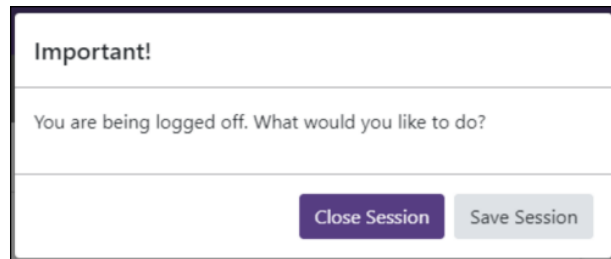 Important!
You are being logged off. What would you like to do?
Close Session Save Session